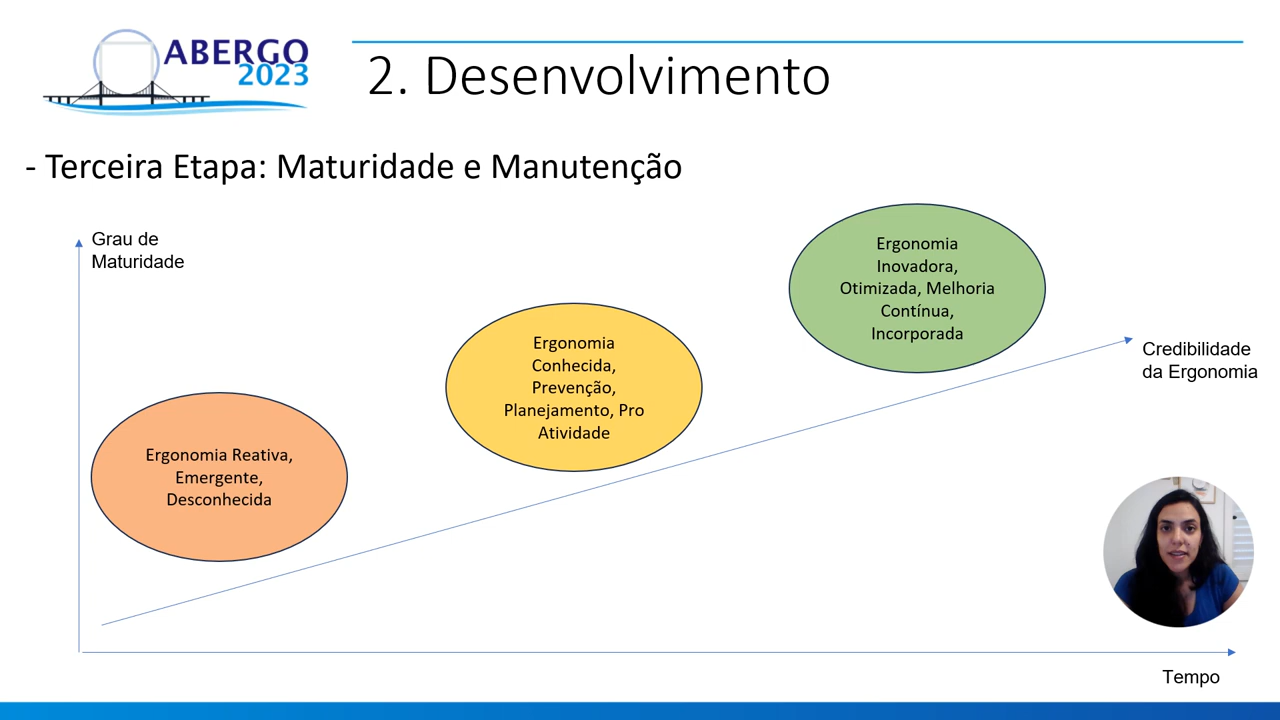 ABERGO
2023
2. Desenvolvimento
- Terceira Etapa: Maturidade e Manutenção
Grau de
Maturidade
Ergonomia
Inovadora,
Otimizada, Melhoria
Contínua,
Incorporada
Ergonomia
Conhecida,
Prevenção,
Planejamento, Pro
Atividade
Credibilidade
da Ergonomia
Ergonomia Reativa,
Emergente,
Desconhecida
Tempo